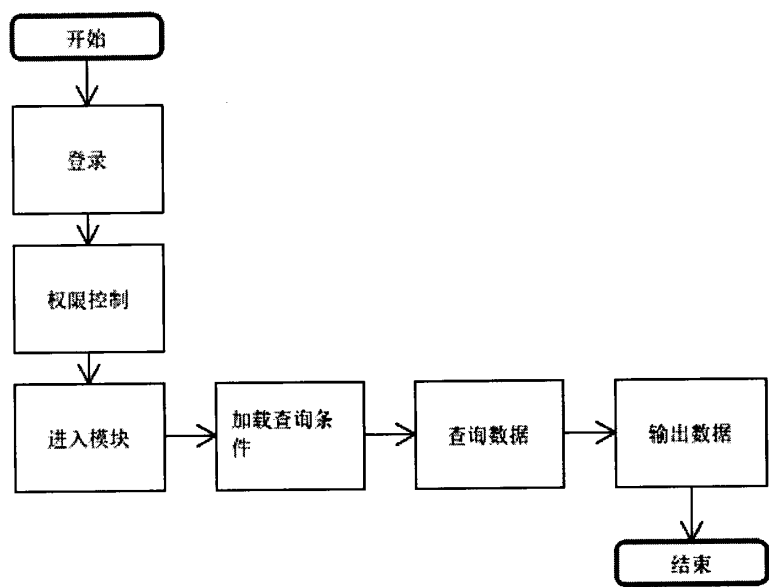 开始
登录
权限控制
进入模块
加载查询条
件
查询数据
输出数据
结束